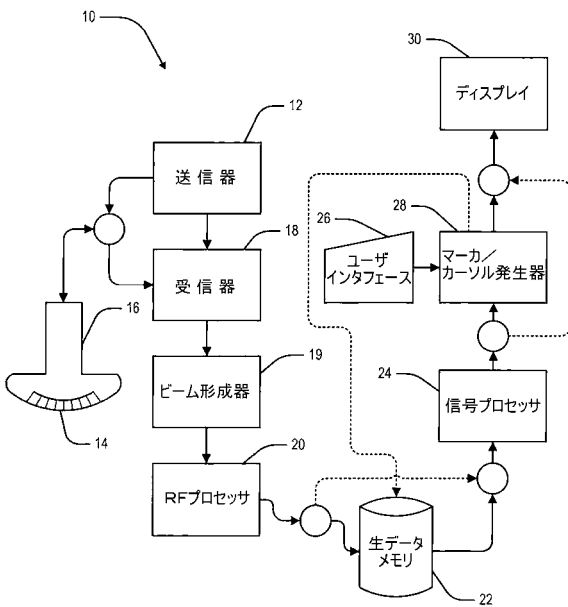 10
30
ディスプレイ
12
送信器
26
28
ユーザ
インタフェース
マーカ／
カーソル発生器
18
受信器
16
14
19
ビーム形成器
24
信号プロセッサ
20
RFプロセッサ
生データ
メモリ
22